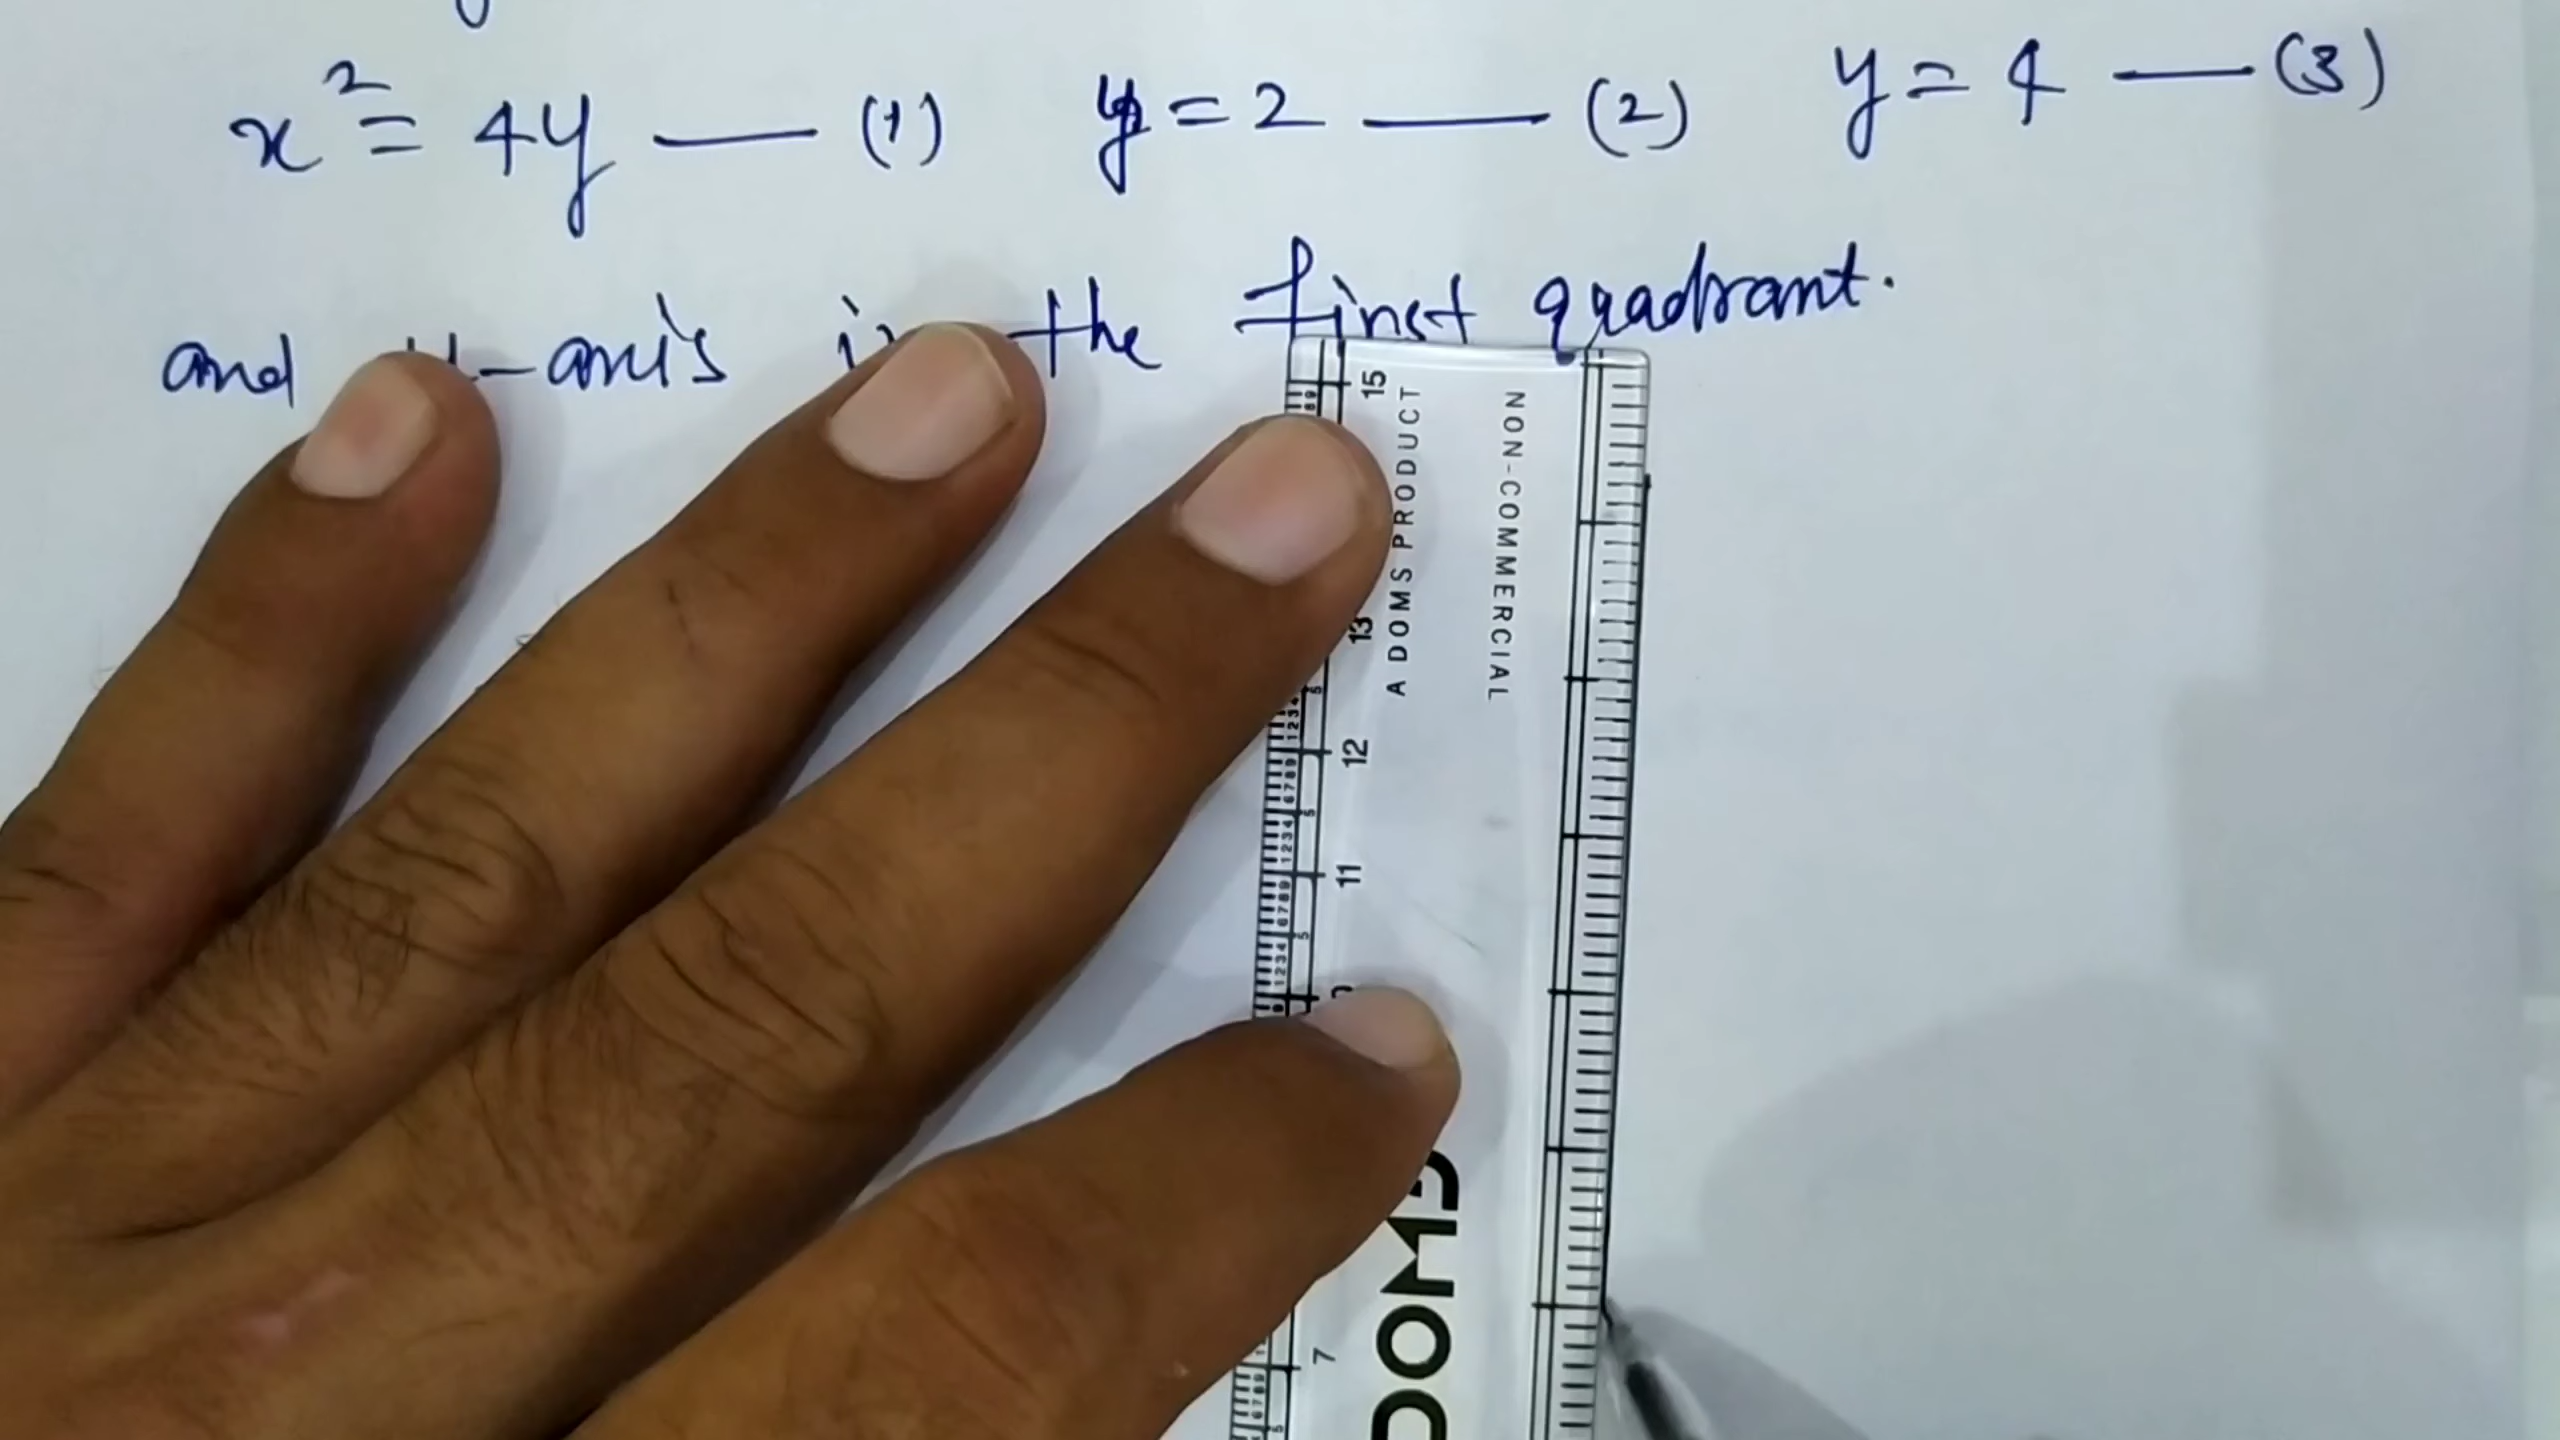 x² = 4y — (1) y = 2 — (2) y = 4 — (3)
and y-axis in the first quadrant.
15
13
12
11
7
A DOMS PRODUCT
NON-COMMERCIAL
DOMS